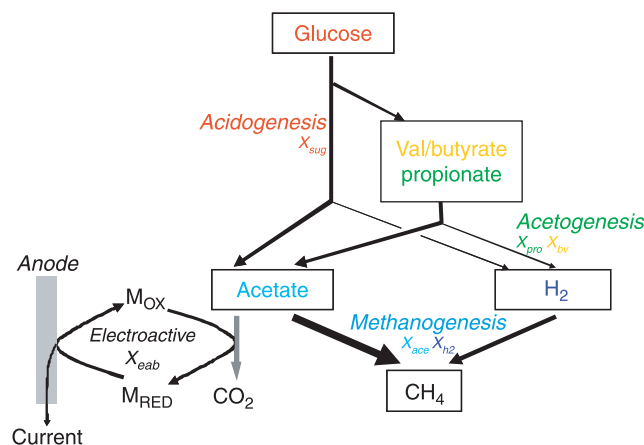 Glucose
Acidogenesis
X_sug
Val/butyrate
propionate
Acetogenesis
X_pro X_bv
Anode
Acetate
H₂
M_OX
Electroactive
X_eab
Methanogenesis
X_ace X_h2
M_RED
CO₂
CH₄
Current